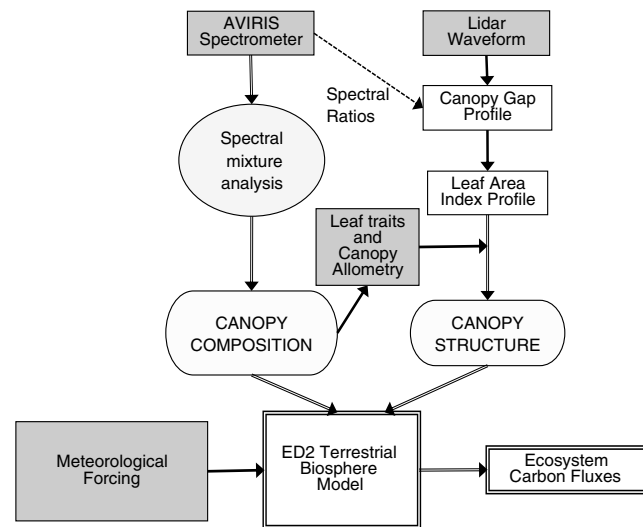 AVIRIS
Spectrometer
Lidar
Waveform
Spectral
Ratios
Canopy Gap
Profile
Spectral
mixture
analysis
Leaf Area
Index Profile
Leaf traits
and
Canopy
Allometry
CANOPY
COMPOSITION
CANOPY
STRUCTURE
Meteorological
Forcing
ED2 Terrestrial
Biosphere
Model
Ecosystem
Carbon Fluxes